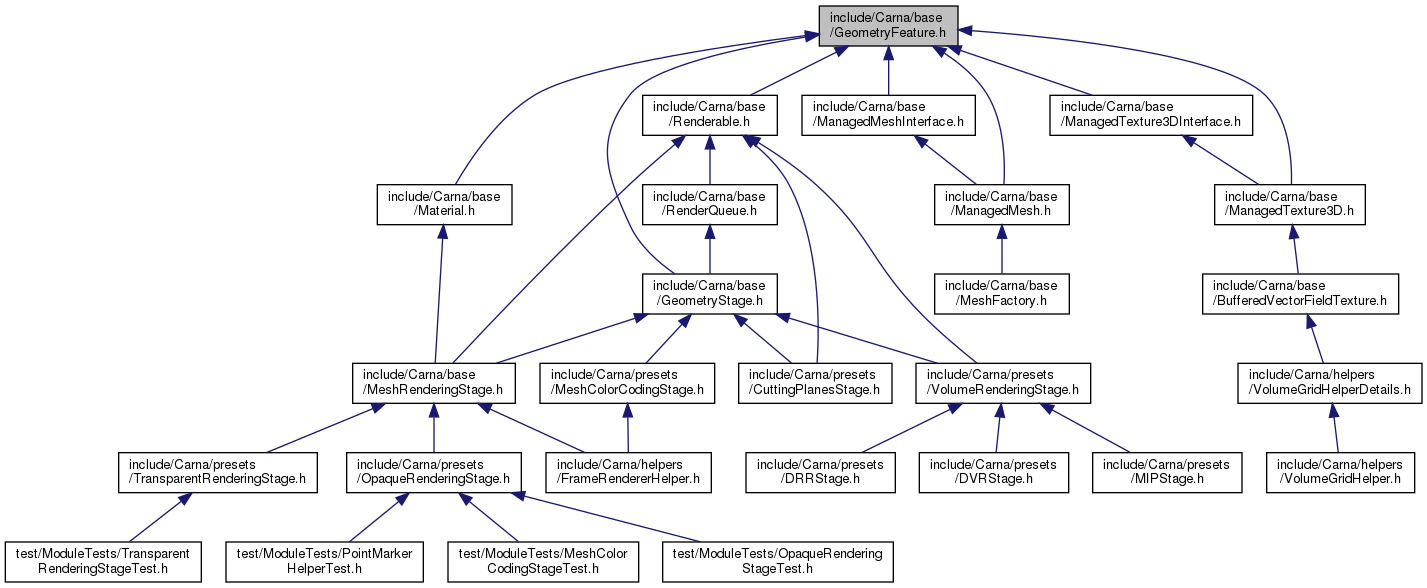 include/Carna/base
/GeometryFeature.h
include/Carna/base
/Renderable.h
include/Carna/base
/ManagedMeshInterface.h
include/Carna/base
/ManagedTexture3DInterface.h
include/Carna/base
/Material.h
include/Carna/base
/RenderQueue.h
include/Carna/base
/ManagedMesh.h
include/Carna/base
/ManagedTexture3D.h
include/Carna/base
/GeometryStage.h
include/Carna/base
/MeshFactory.h
include/Carna/base
/BufferedVectorFieldTexture.h
include/Carna/base
/MeshRenderingStage.h
include/Carna/presets
/MeshColorCodingStage.h
include/Carna/presets
/CuttingPlanesStage.h
include/Carna/presets
/VolumeRenderingStage.h
include/Carna/helpers
/VolumeGridHelperDetails.h
include/Carna/presets
/TransparentRenderingStage.h
include/Carna/presets
/OpaqueRenderingStage.h
include/Carna/helpers
/FrameRendererHelper.h
include/Carna/presets
/DRRStage.h
include/Carna/presets
/DVRStage.h
include/Carna/presets
/MIPStage.h
include/Carna/helpers
/VolumeGridHelper.h
test/ModuleTests/Transparent
RenderingStageTest.h
test/ModuleTests/PointMarker
HelperTest.h
test/ModuleTests/MeshColor
CodingStageTest.h
test/ModuleTests/OpaqueRendering
StageTest.h